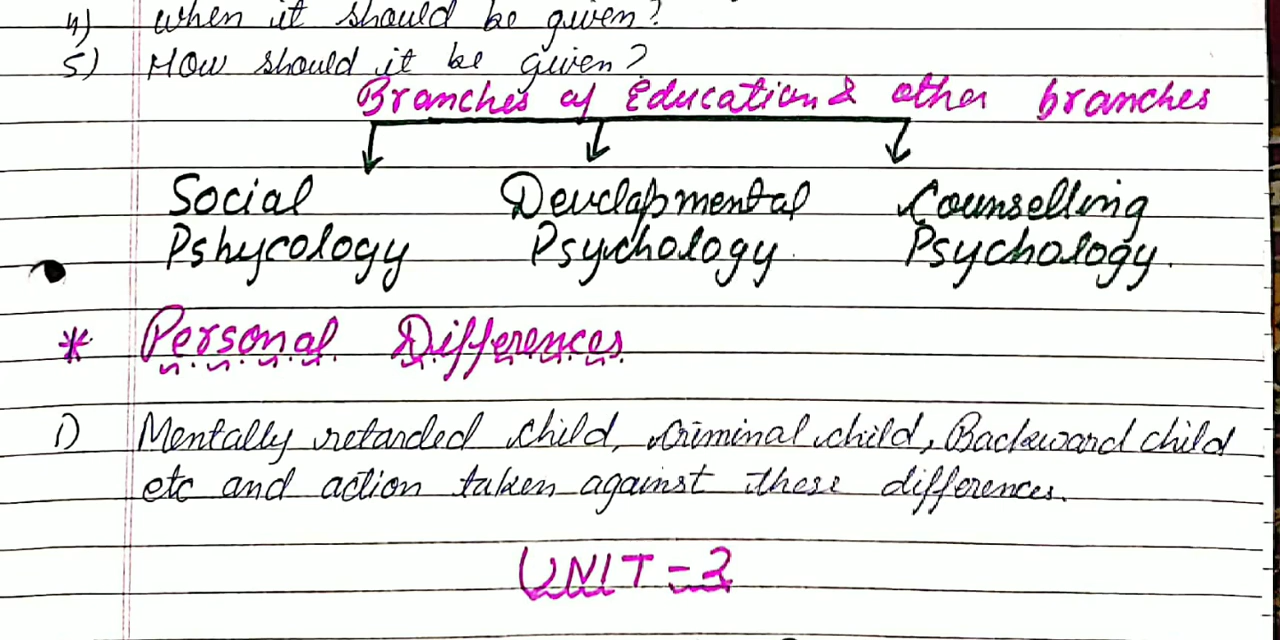 4) When it should be given?
5) How should it be given?
Branches of Education & other branches
Social Developmental Counselling
Pshycology Psychology Psychology.
* Personal Differences
1) Mentally retarded child, Criminal child, Backward child
etc and action taken against these differences.
UNIT-2